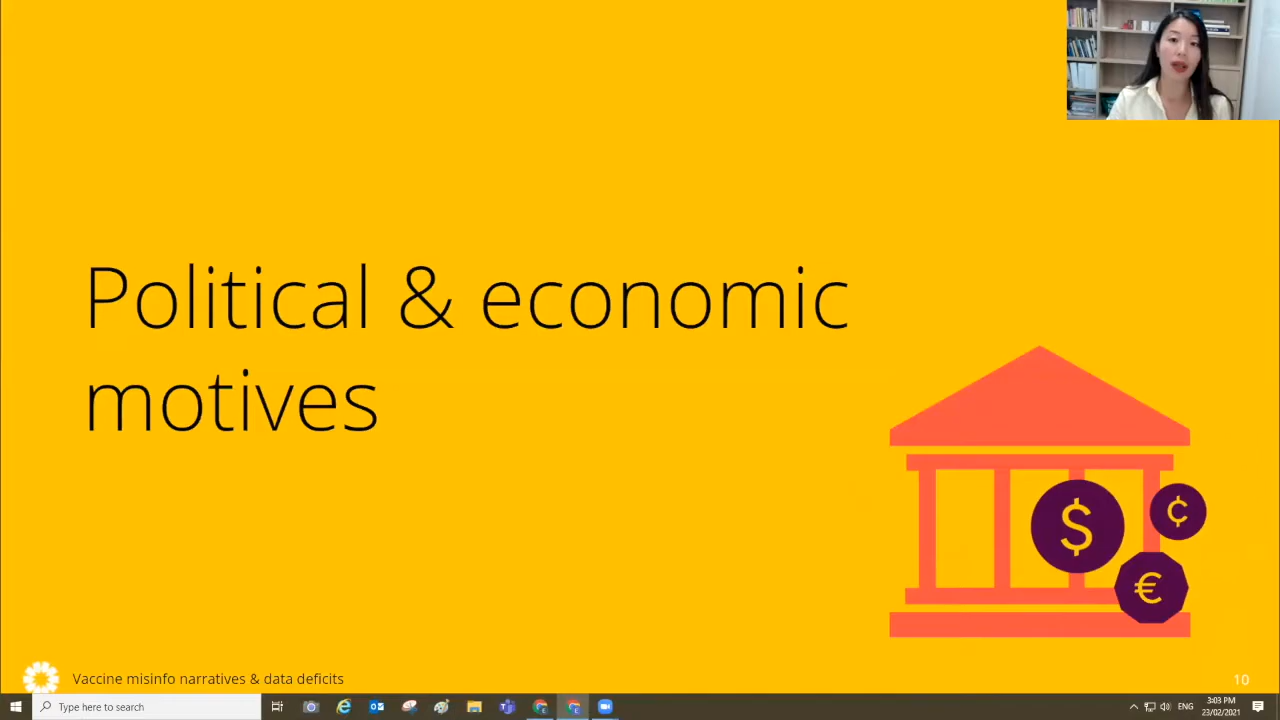 Political & economic
motives
$
¢
€
Vaccine misinfo narratives & data deficits
10
Type here to search
ENG
3:03 PM
23/02/2021